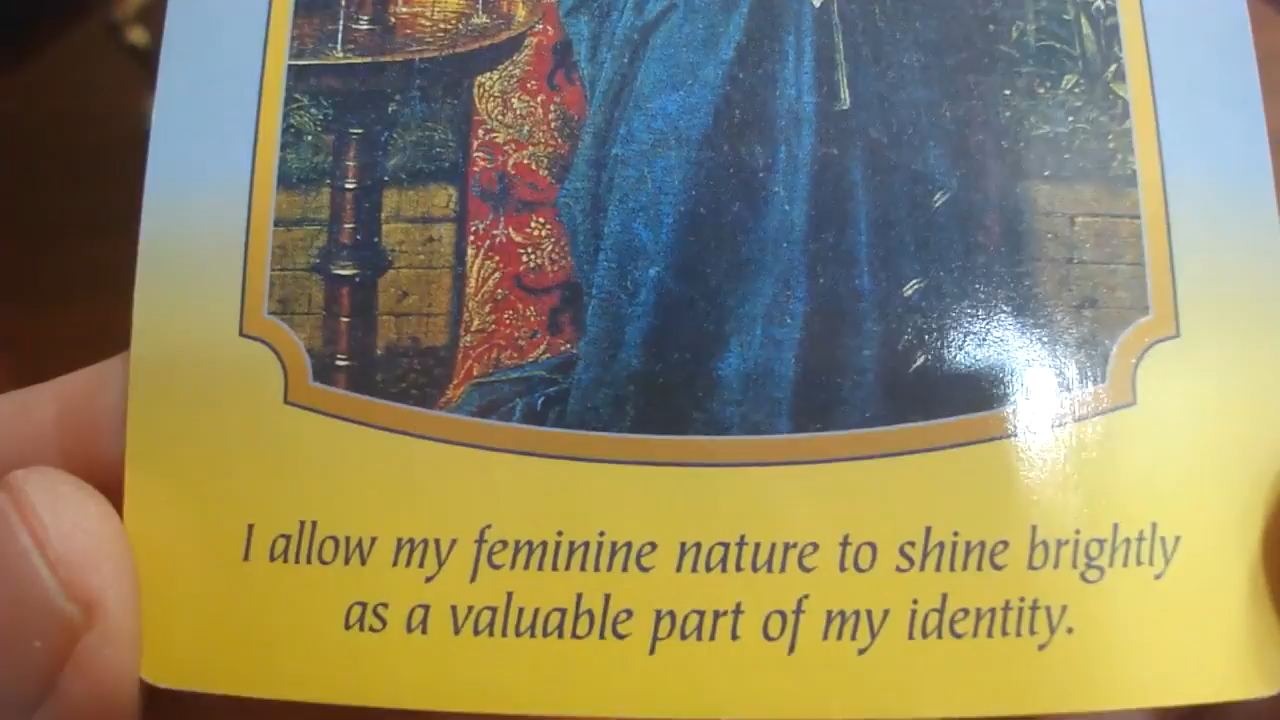 I allow my feminine nature to shine brightly
as a valuable part of my identity.